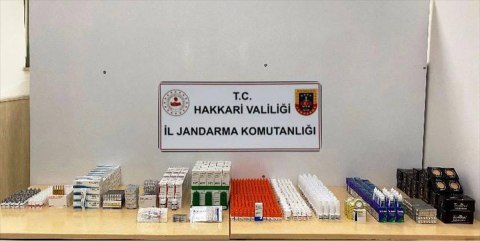 T.C.
HAKKARİ VALİLİĞİ
İL JANDARMA KOMUTANLIĞI